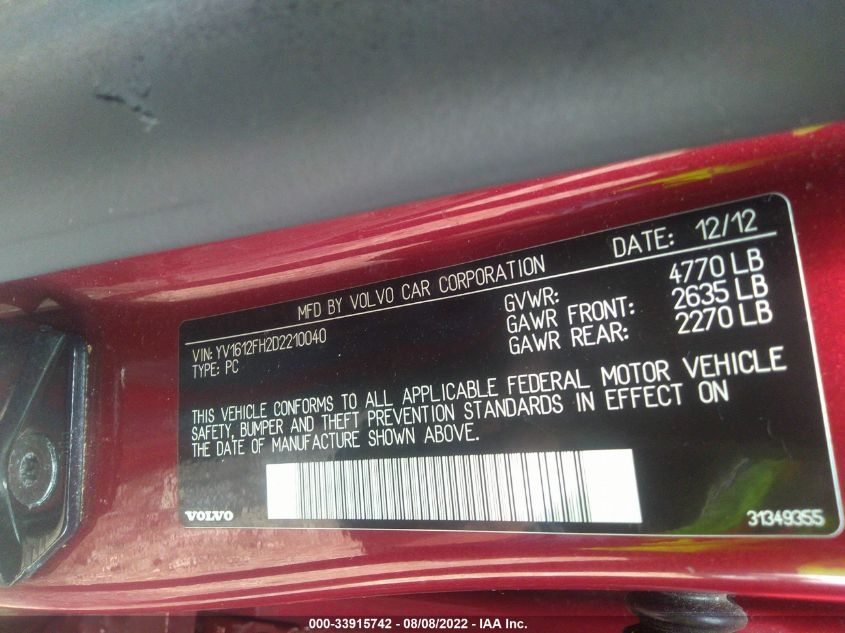 MFD BY VOLVO CAR CORPORATION DATE: 12/12
VIN: YV1612FH2D2210040
TYPE: PC
GVWR: 4770 LB
GAWR FRONT: 2635 LB
GAWR REAR: 2270 LB
THIS VEHICLE CONFORMS TO ALL APPLICABLE FEDERAL MOTOR VEHICLE
SAFETY, BUMPER AND THEFT PREVENTION STANDARDS IN EFFECT ON
THE DATE OF MANUFACTURE SHOWN ABOVE.
VOLVO
31349355
000-33915742 - 08/08/2022 - IAA Inc.